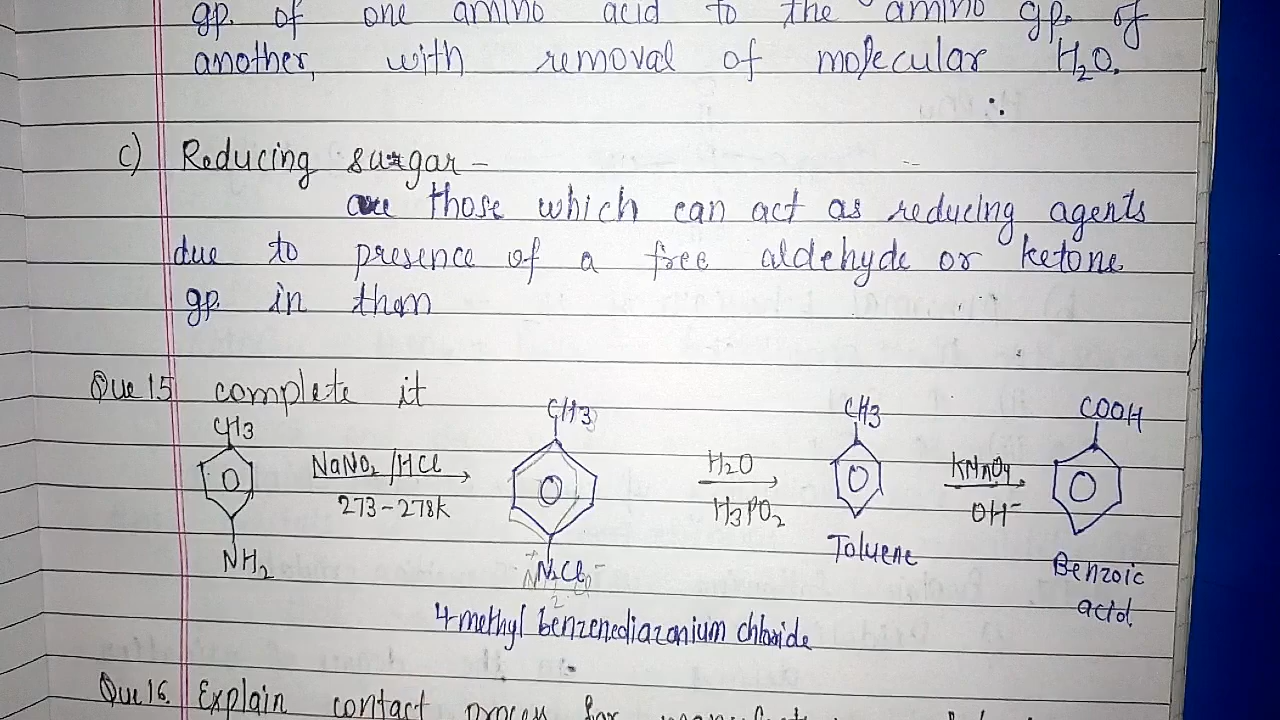 gp. of one amino acid to the amino gp. of
another, with removal of molecular H₂O.
c) Reducing sugar -
are those which can act as reducing agents
due to presence of a free aldehyde or ketone
gp. in them
Que 15 complete it
CH3 CH3 CH3 COOH
NaNO₂/HCl H₂O KMnO₄
273-278K H₃PO₂ OH⁻
NH₂ N₂Cl⁻ Toluene Benzoic
acid.
4-methyl benzenediazonium chloride
Que 16. Explain contact process for